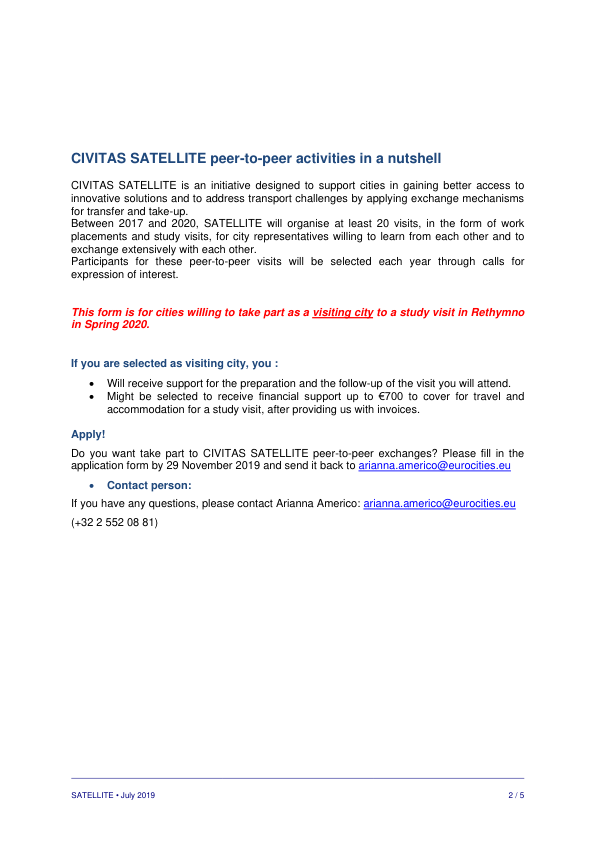 CIVITAS SATELLITE peer-to-peer activities in a nutshell
CIVITAS SATELLITE is an initiative designed to support cities in gaining better access to
innovative solutions and to address transport challenges by applying exchange mechanisms
for transfer and take-up.
Between 2017 and 2020, SATELLITE will organise at least 20 visits, in the form of work
placements and study visits, for city representatives willing to learn from each other and to
exchange extensively with each other.
Participants for these peer-to-peer visits will be selected each year through calls for
expression of interest.
This form is for cities willing to take part as a visiting city to a study visit in Rethymno
in Spring 2020.
If you are selected as visiting city, you :
• Will receive support for the preparation and the follow-up of the visit you will attend.
• Might be selected to receive financial support up to €700 to cover for travel and
accommodation for a study visit, after providing us with invoices.
Apply!
Do you want take part to CIVITAS SATELLITE peer-to-peer exchanges? Please fill in the
application form by 29 November 2019 and send it back to arianna.americo@eurocities.eu
• Contact person:
If you have any questions, please contact Arianna Americo: arianna.americo@eurocities.eu
(+32 2 552 08 81)
SATELLITE • July 2019 2 / 5